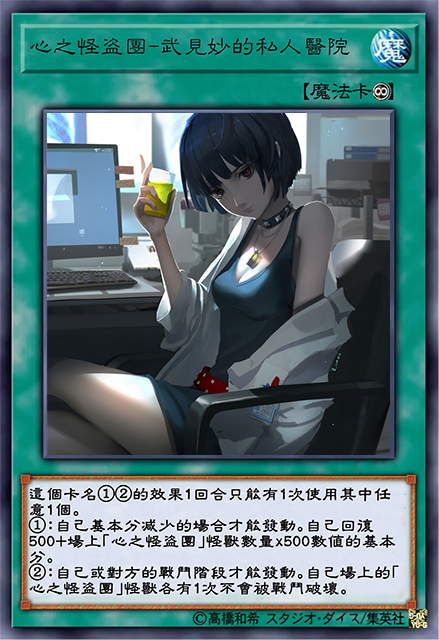 心之怪盜團-武見妙的私人醫院
魔
【魔法卡♾】
這個卡名①②的效果1回合只能有1次使用其中任
意1個。
①:自己基本分減少的場合才能發動。自己回復
500+場上「心之怪盜團」怪獸數量x500數值的基本
分。
②:自己或對方的戰鬥階段才能發動。自己場上的「
心之怪盜團」怪獸各有1次不會被戰鬥破壞。
©高橋和希 スタジオ・ダイス/集英社